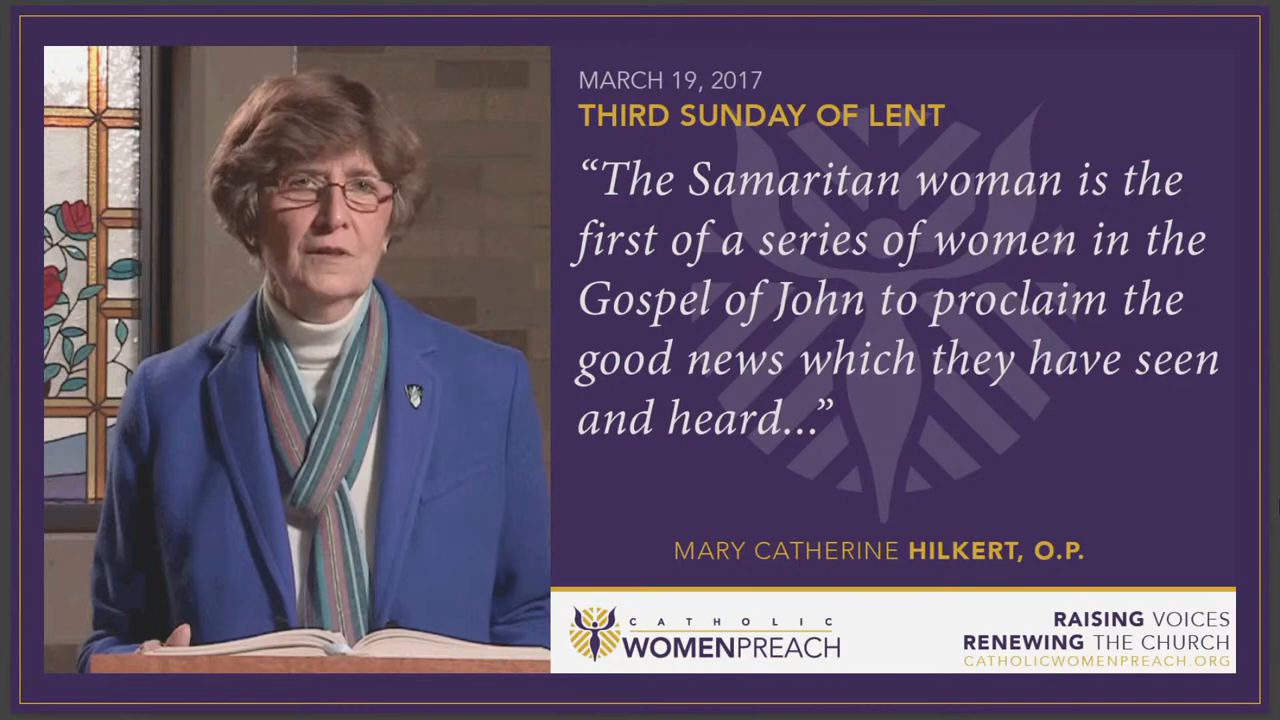 MARCH 19, 2017
THIRD SUNDAY OF LENT
“The Samaritan woman is the
first of a series of women in the
Gospel of John to proclaim the
good news which they have seen
and heard...”
MARY CATHERINE HILKERT, O.P.
CATHOLIC
WOMENPREACH
RAISING VOICES
RENEWING THE CHURCH
CATHOLICWOMENPREACH.ORG